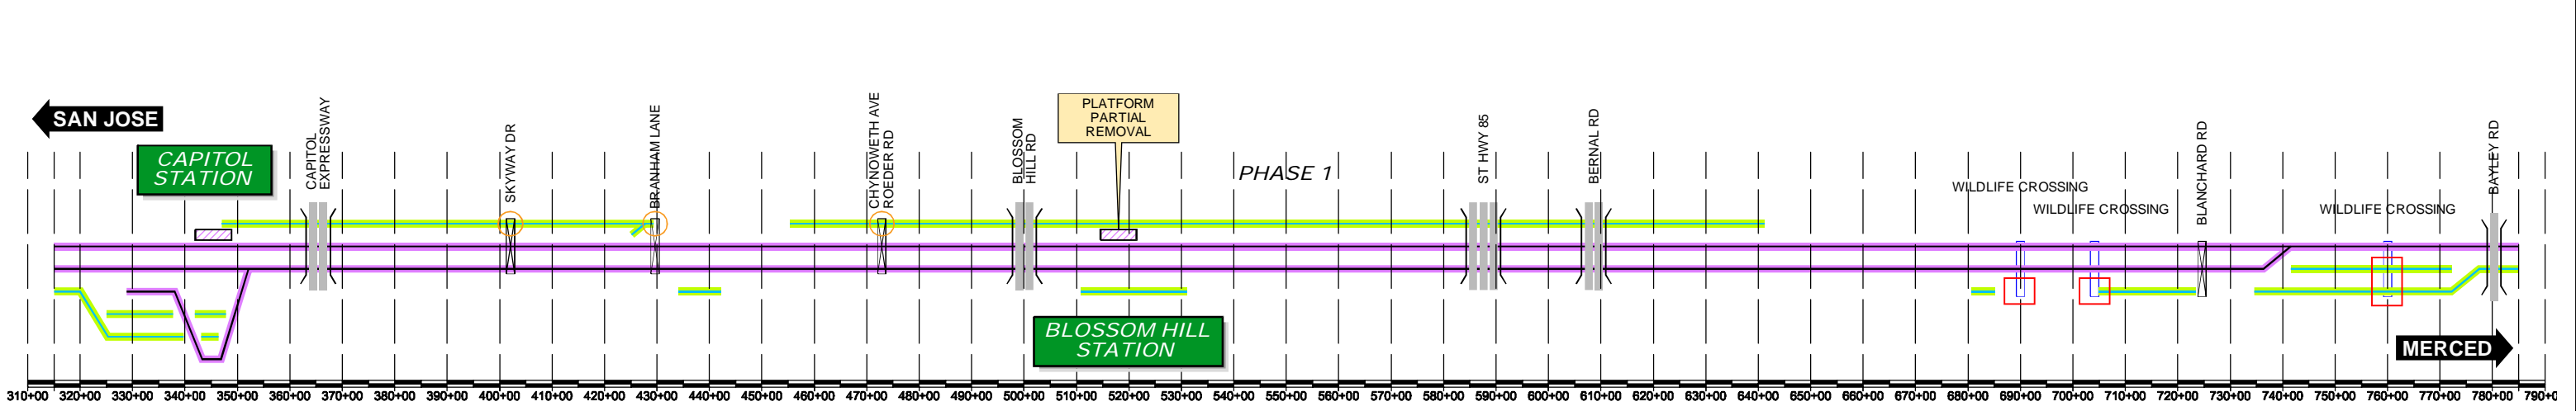 SAN JOSE
CAPITOL
STATION
CAPITOL
EXPRESSWAY
SKYWAY DR
BRANHAM LANE
CHYNOWETH AVE
ROEDER RD
BLOSSOM
HILL RD
PLATFORM
PARTIAL
REMOVAL
PHASE 1
ST HWY 85
BERNAL RD
WILDLIFE CROSSING
WILDLIFE CROSSING
BLANCHARD RD
WILDLIFE CROSSING
BAYLEY RD
BLOSSOM HILL
STATION
MERCED
310+00 320+00 330+00 340+00 350+00 360+00 370+00 380+00 390+00 400+00 410+00 420+00 430+00 440+00 450+00 460+00 470+00 480+00 490+00 500+00 510+00 520+00 530+00 540+00 550+00 560+00 570+00 580+00 590+00 600+00 610+00 620+00 630+00 640+00 650+00 660+00 670+00 680+00 690+00 700+00 710+00 720+00 730+00 740+00 750+00 760+00 770+00 780+00 790+0